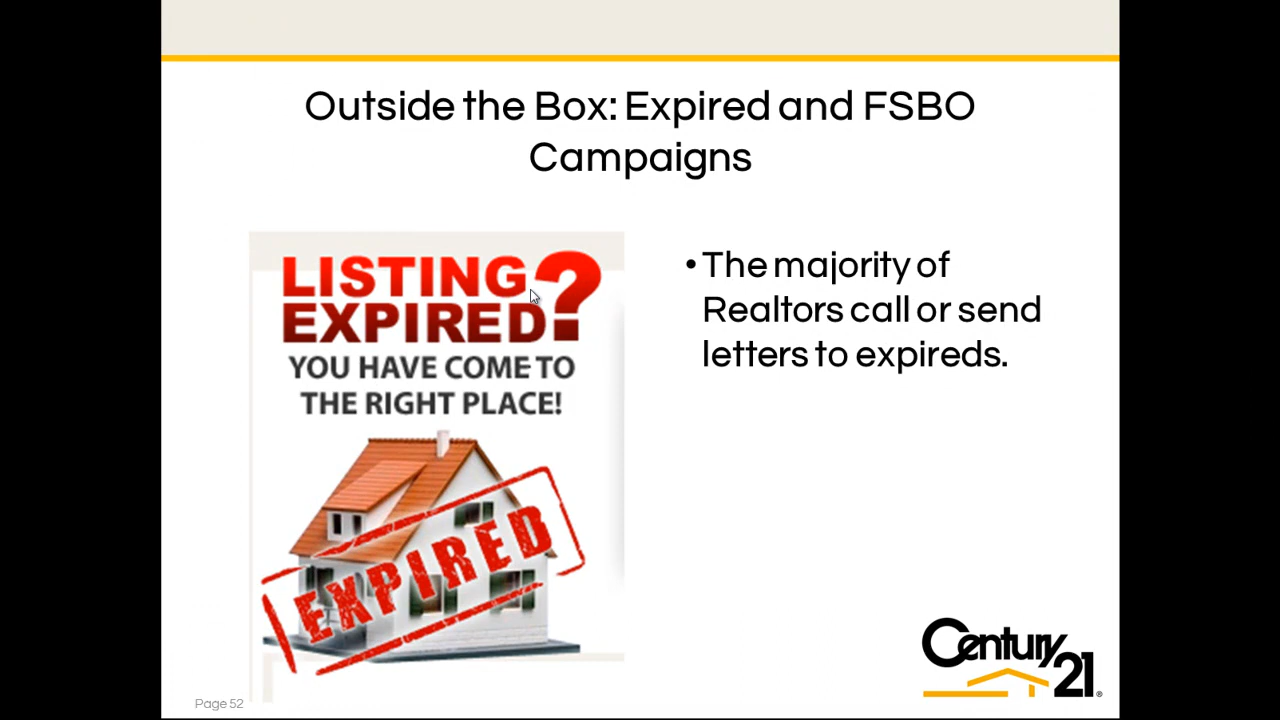 Outside the Box: Expired and FSBO
Campaigns
LISTING?
EXPIRED
YOU HAVE COME TO
THE RIGHT PLACE!
EXPIRED
• The majority of
Realtors call or send
letters to expireds.
Century 21®
Page 52